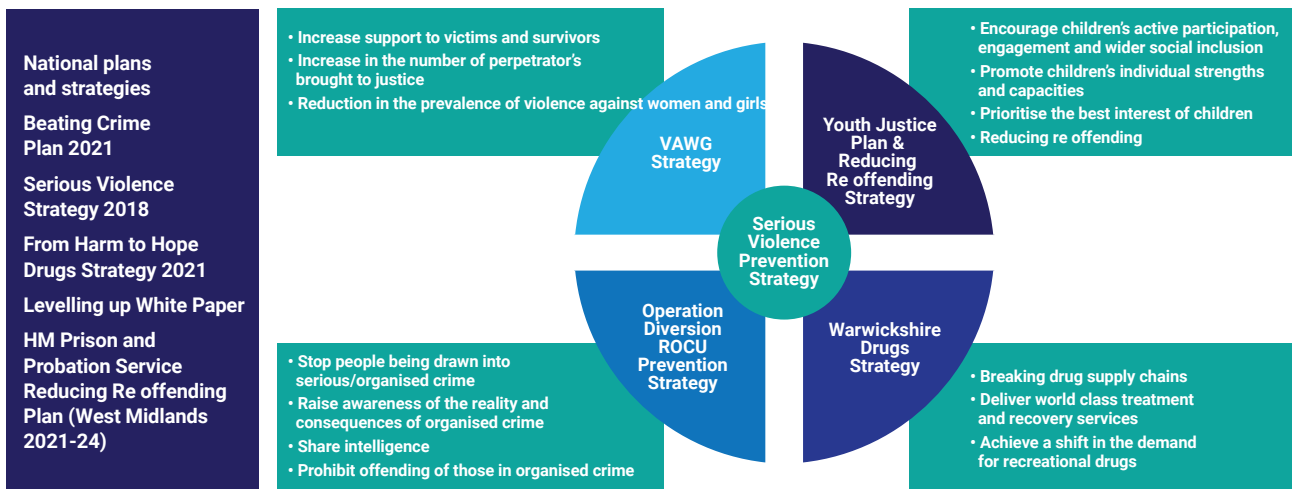 National plans
and strategies
Beating Crime
Plan 2021
Serious Violence
Strategy 2018
From Harm to Hope
Drugs Strategy 2021
Levelling up White Paper
HM Prison and
Probation Service
Reducing Re offending
Plan (West Midlands
2021-24)
• Increase support to victims and survivors
• Increase in the number of perpetrator's
brought to justice
• Reduction in the prevalence of violence against women and girls
VAWG
Strategy
Youth Justice
Plan &
Reducing
Re offending
Strategy
• Encourage children's active participation,
engagement and wider social inclusion
• Promote children's individual strengths
and capacities
• Prioritise the best interest of children
• Reducing re offending
Serious
Violence
Prevention
Strategy
• Stop people being drawn into
serious/organised crime
• Raise awareness of the reality and
consequences of organised crime
• Share intelligence
• Prohibit offending of those in organised crime
Operation
Diversion
ROCU
Prevention
Strategy
Warwickshire
Drugs
Strategy
• Breaking drug supply chains
• Deliver world class treatment
and recovery services
• Achieve a shift in the demand
for recreational drugs